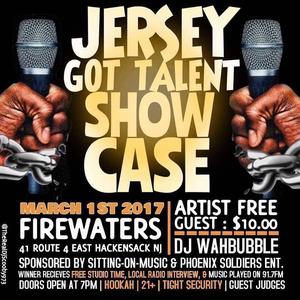 JERSEY
GOT TALENT
SHOW
CASE
MARCH 1ST 2017
FIREWATERS
41 ROUTE 4 EAST HACKENSACK NJ
ARTIST FREE
GUEST : $10.00
DJ WAHBUBBLE
SPONSORED BY SITTING-ON-MUSIC & PHOENIX SOLDIERS ENT.
WINNER RECIEVES FREE STUDIO TIME, LOCAL RADIO INTERVIEW, & MUSIC PLAYED ON 91.7FM
DOORS OPEN AT 7PM | HOOKAH | 21+ | TIGHT SECURITY | GUEST JUDGES
@TheRealDjScooby973